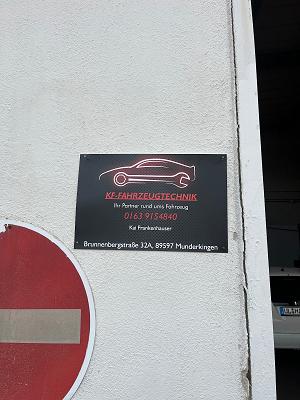 KF-FAHRZEUGTECHNIK
Ihr Partner rund ums Fahrzeug
0163 9154840
Kai Frankenhauser
Brunnenbergstraße 32A, 89597 Munderkingen